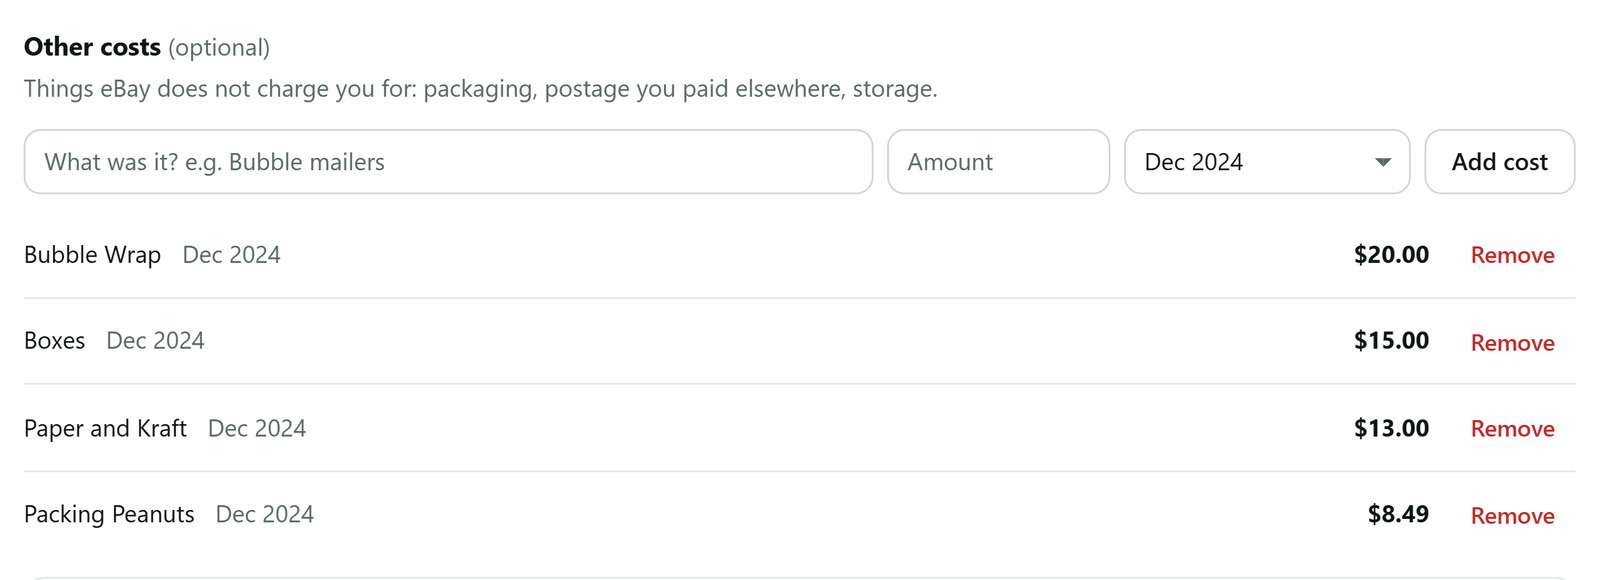 Other costs (optional)
Things eBay does not charge you for: packaging, postage you paid elsewhere, storage.
What was it? e.g. Bubble mailers Amount Dec 2024 Add cost
Bubble Wrap Dec 2024 $20.00 Remove
Boxes Dec 2024 $15.00 Remove
Paper and Kraft Dec 2024 $13.00 Remove
Packing Peanuts Dec 2024 $8.49 Remove